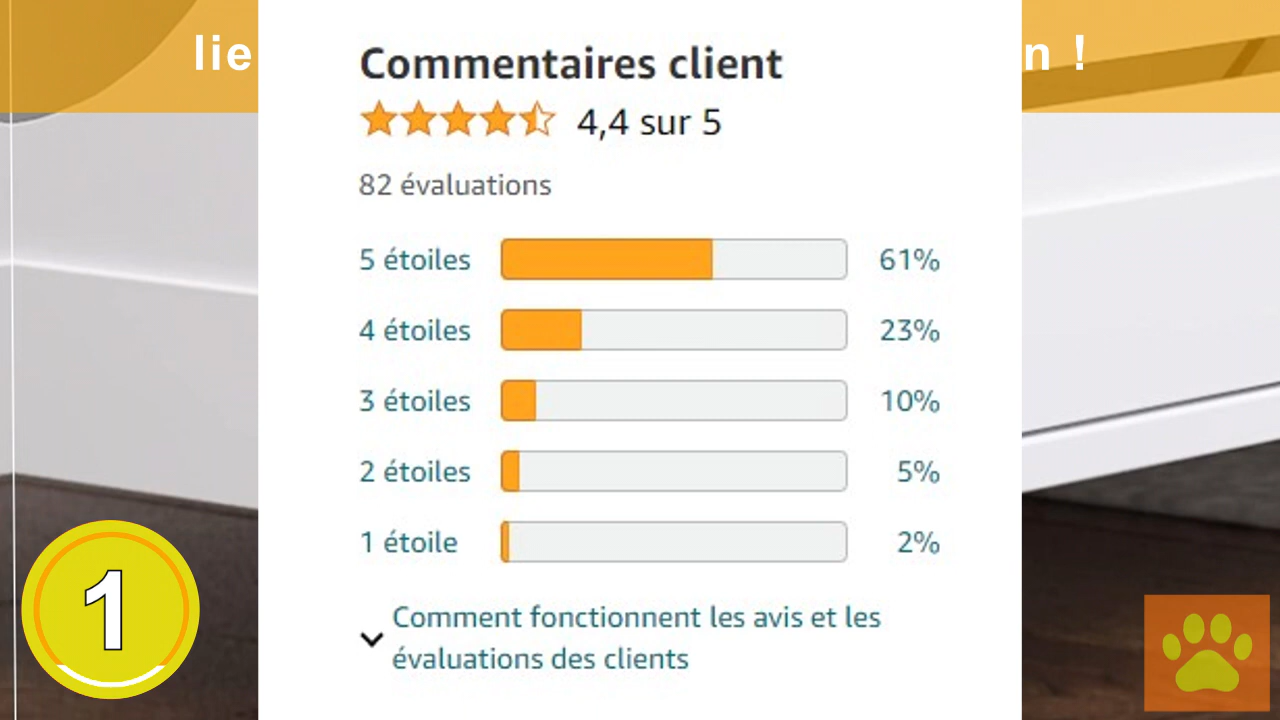 lie
n !
Commentaires client
4,4 sur 5
82 évaluations
5 étoiles 61%
4 étoiles 23%
3 étoiles 10%
2 étoiles 5%
1 étoile 2%
Comment fonctionnent les avis et les
évaluations des clients
1